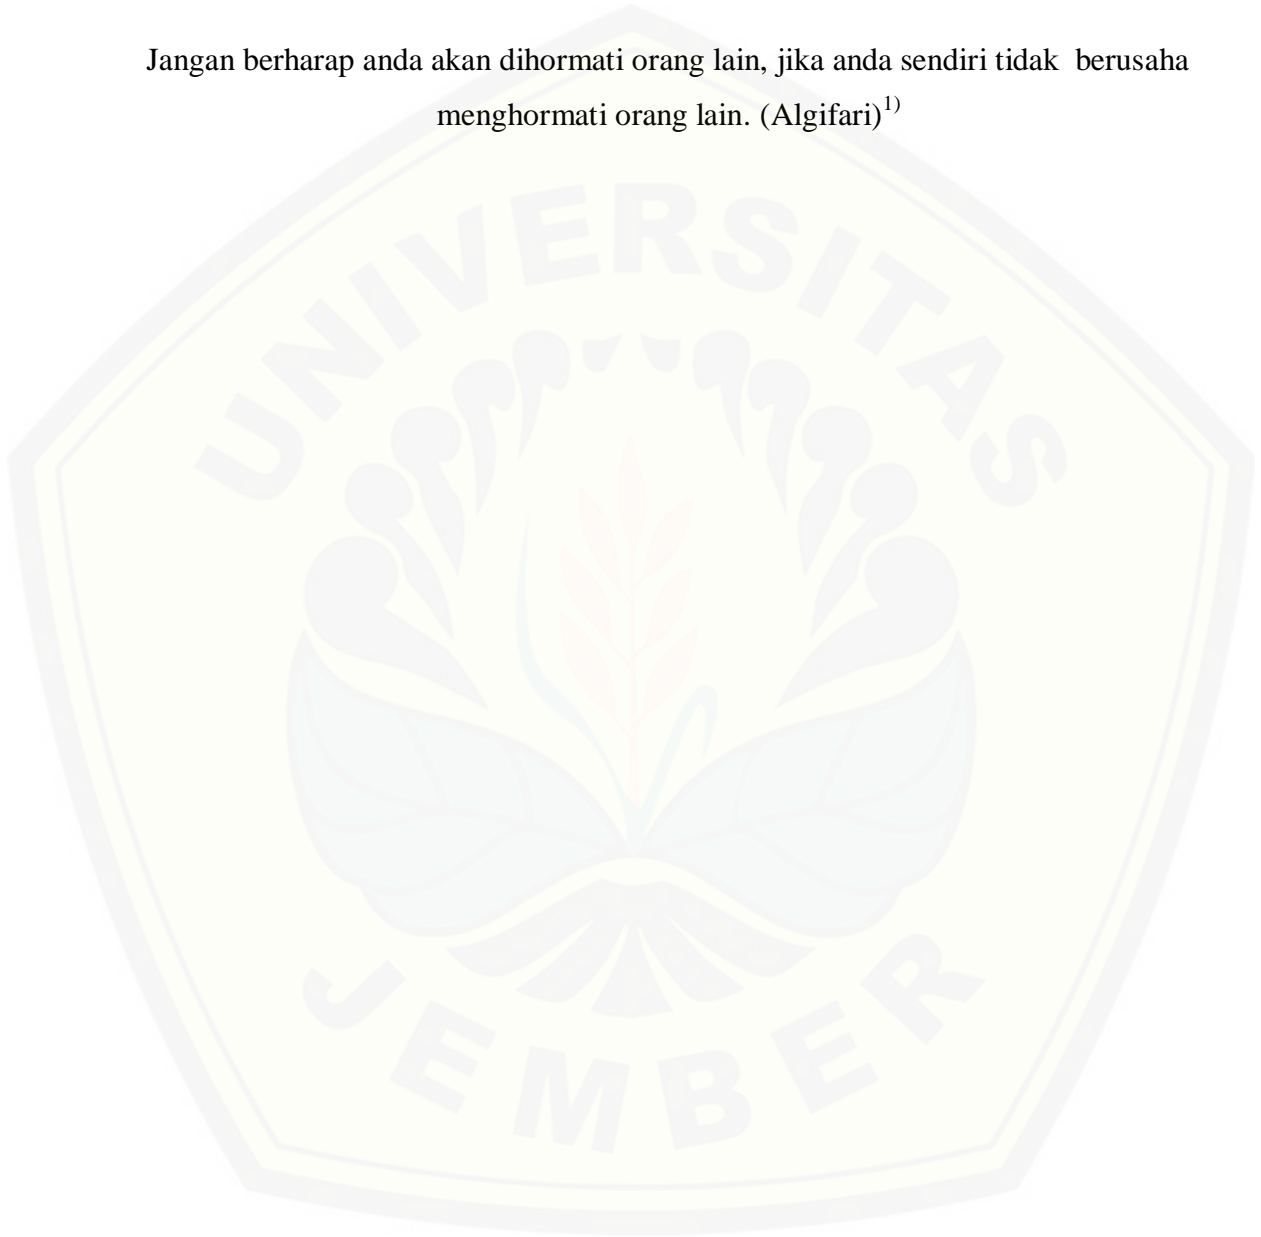 Jangan berharap anda akan dihormati orang lain, jika anda sendiri tidak berusaha
menghormati orang lain. (Algifari)1)
UNIVERSITAS
JEMBER